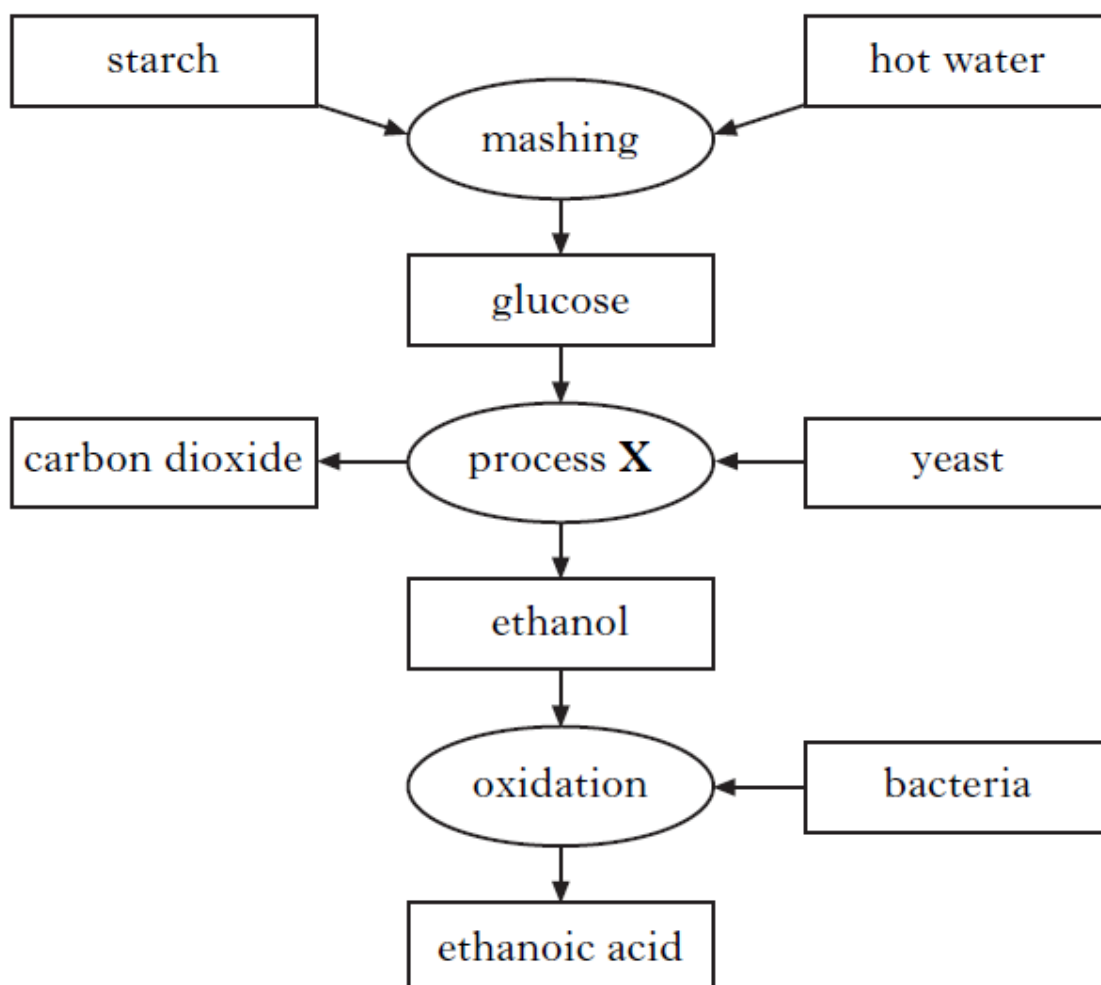 starch
hot water
mashing
glucose
carbon dioxide
process X
yeast
ethanol
oxidation
bacteria
ethanoic acid